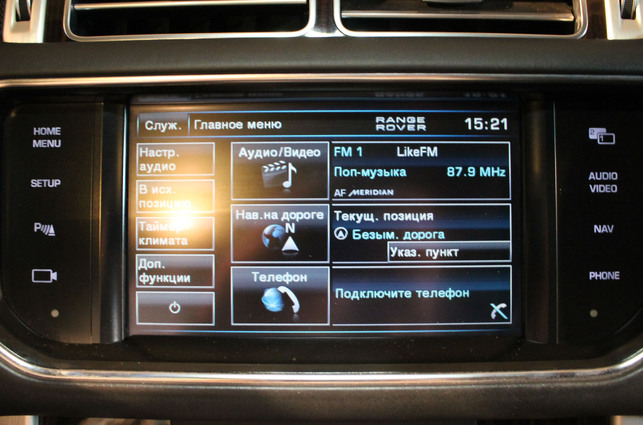 HOME
MENU
SETUP
Служ.
Главное меню
RANGE
ROVER
15:21
Настр.
аудио
В исх.
позицию
Таймер
климата
Доп.
функции
Аудио/Видео
FM 1
LikeFM
Поп-музыка
87.9 MHz
AF MERIDIAN
Нав.на дороге
N
Текущ. позиция
Безым. дорога
Указ. пункт
Телефон
Подключите телефон
AUDIO
VIDEO
NAV
PHONE